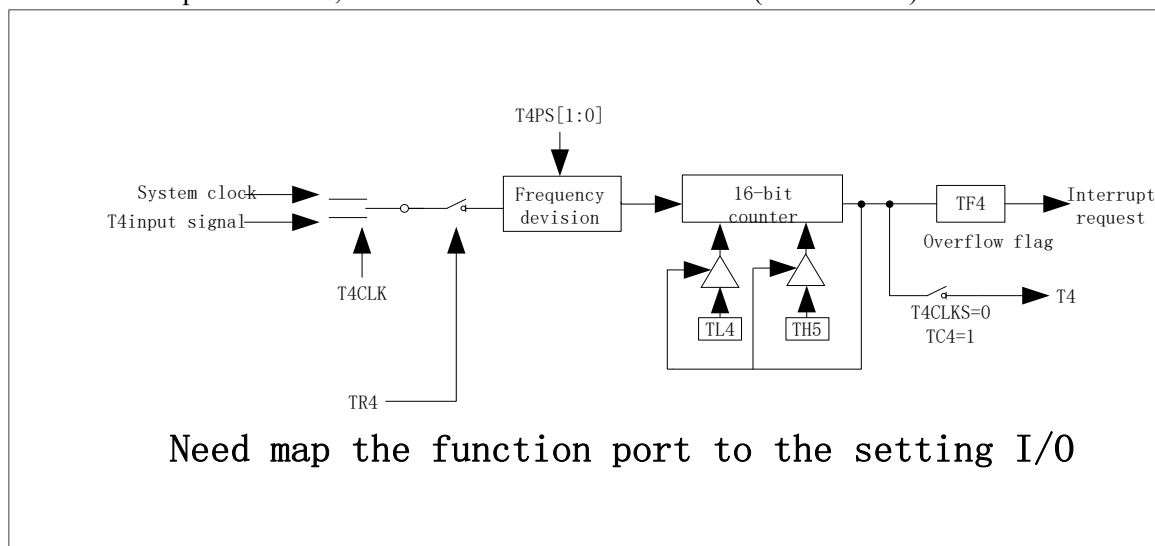 T4PS[1:0]
System clock
T4input signal
Frequency
devision
16-bit
counter
TF4
Interrupt
request
Overflow flag
T4CLK
TL4
TH5
T4
T4CLKS=0
TC4=1
TR4
Need map the function port to the setting I/O